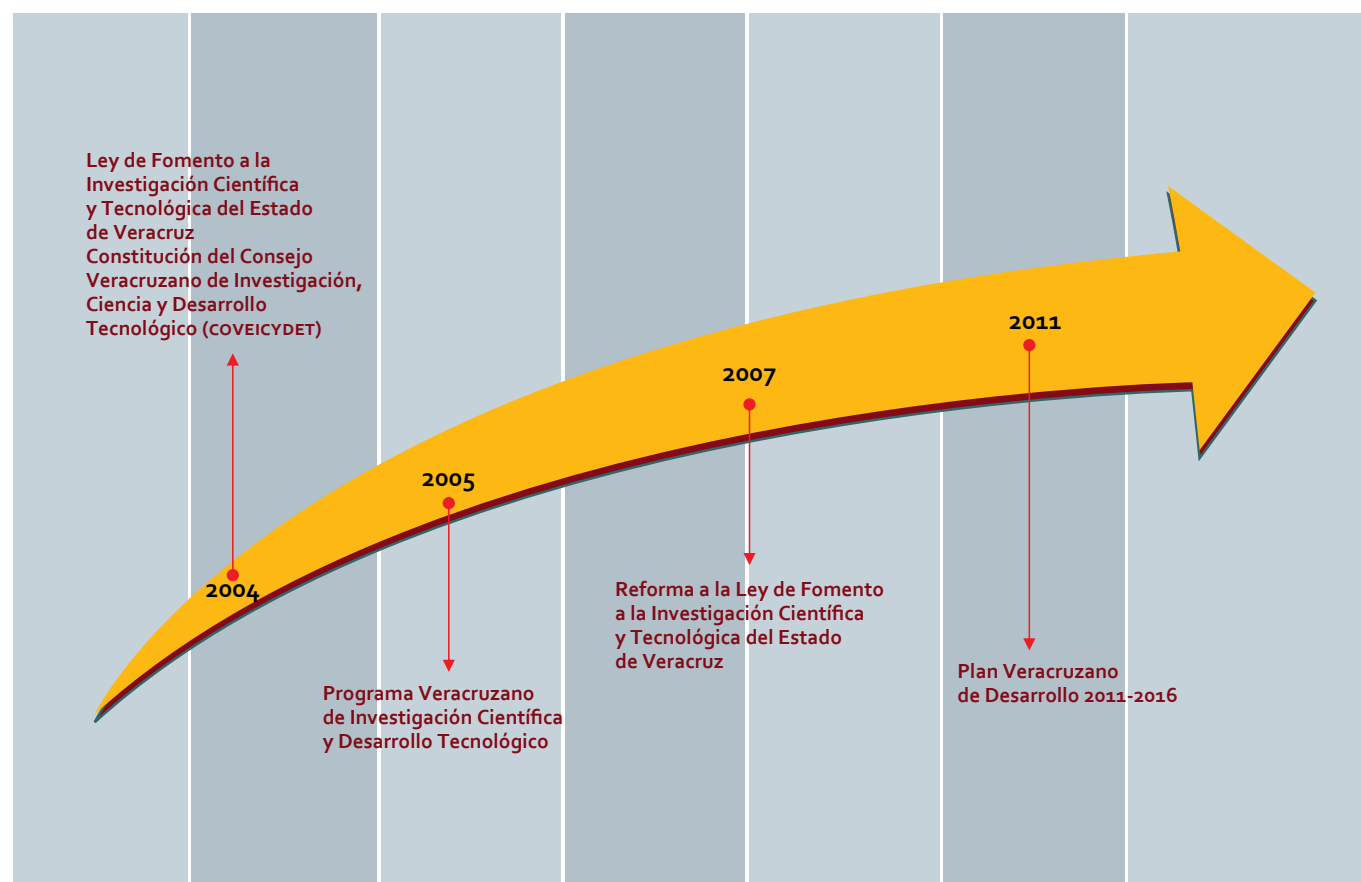 Ley de Fomento a la
Investigación Científica
y Tecnológica del Estado
de Veracruz
Constitución del Consejo
Veracruzano de Investigación,
Ciencia y Desarrollo
Tecnológico (COVEICYDET)
2004
2005
Programa Veracruzano
de Investigación Científica
y Desarrollo Tecnológico
2007
Reforma a la Ley de Fomento
a la Investigación Científica
y Tecnológica del Estado
de Veracruz
2011
Plan Veracruzano
de Desarrollo 2011-2016